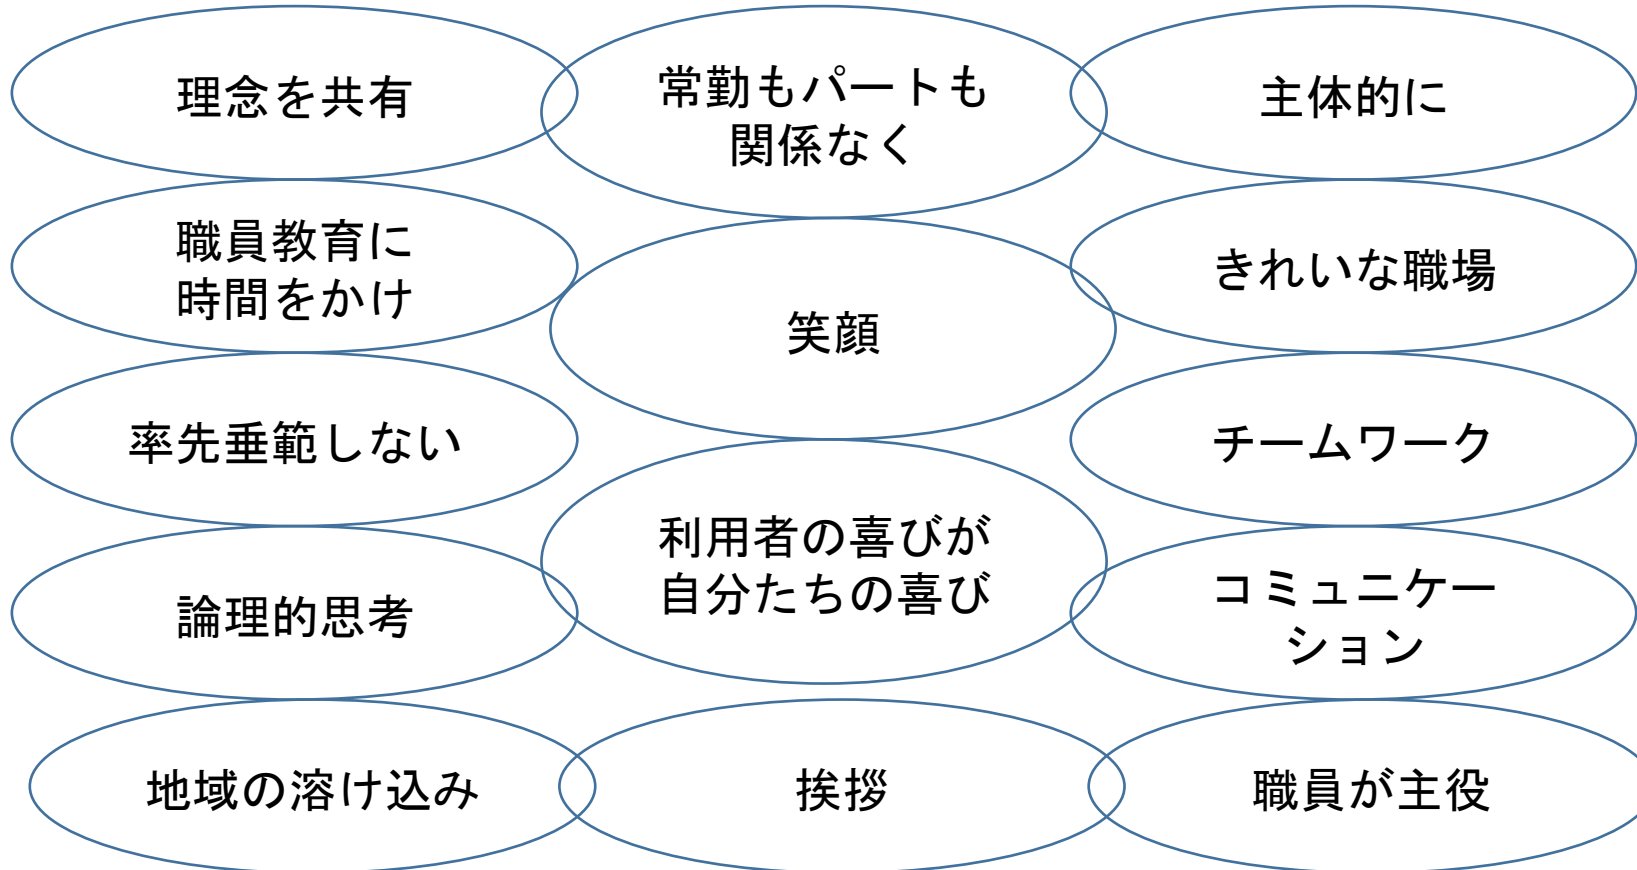 理念を共有
常勤もパートも
関係なく
主体的に
職員教育に
時間をかけ
笑顔
きれいな職場
率先垂範しない
チームワーク
利用者の喜びが
自分たちの喜び
論理的思考
コミュニケー
ション
地域の溶け込み
挨拶
職員が主役